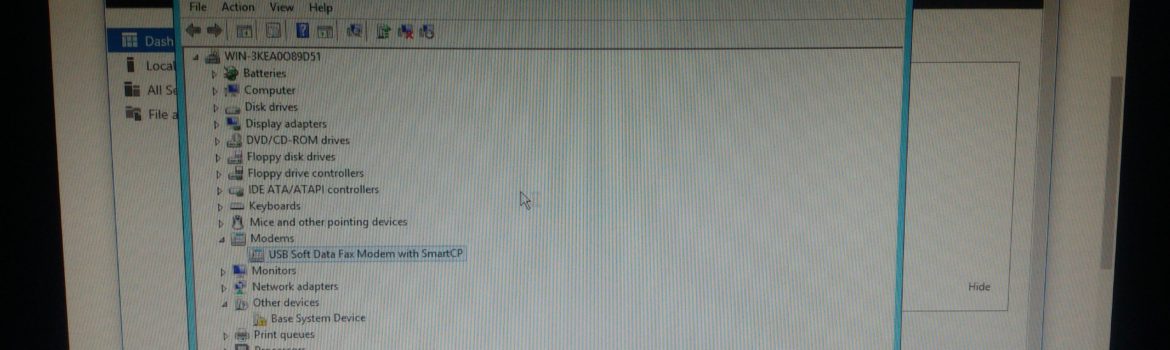 File Action View Help
Dash
Local
All Se
File a
WIN-3KEA0O89D51
Batteries
Computer
Disk drives
Display adapters
DVD/CD-ROM drives
Floppy disk drives
Floppy drive controllers
IDE ATA/ATAPI controllers
Keyboards
Mice and other pointing devices
Modems
USB Soft Data Fax Modem with SmartCP
Monitors
Network adapters
Other devices
Base System Device
Print queues
Hide